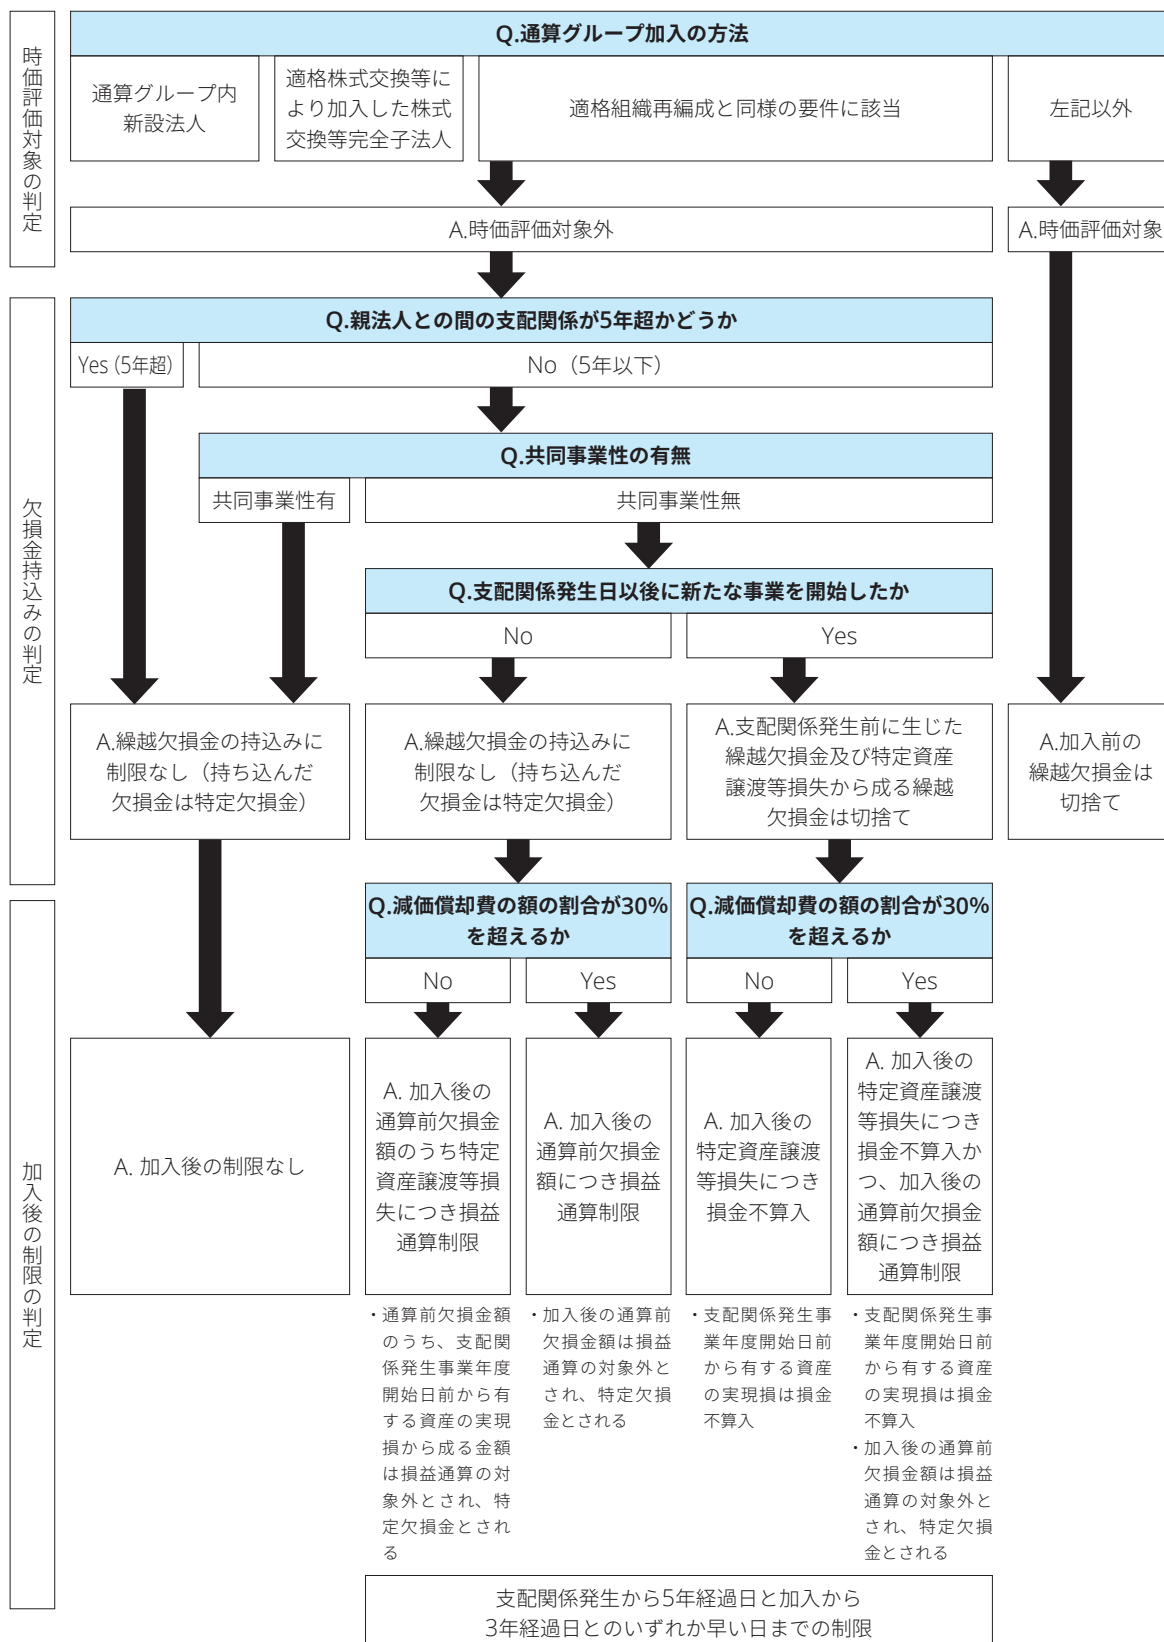 時価評価対象の判定
Q.通算グループ加入の方法
通算グループ内
新設法人
適格株式交換等に
より加入した株式
交換等完全子法人
適格組織再編成と同様の要件に該当
左記以外
A.時価評価対象外
A.時価評価対象
欠損金持込みの判定
Q.親法人との間の支配関係が5年超かどうか
Yes (5年超)
No（5年以下）
Q.共同事業性の有無
共同事業性有
共同事業性無
Q.支配関係発生日以後に新たな事業を開始したか
No
Yes
A.繰越欠損金の持込みに
制限なし（持ち込んだ
欠損金は特定欠損金）
A.繰越欠損金の持込みに
制限なし（持ち込んだ
欠損金は特定欠損金）
A.支配関係発生前に生じた
繰越欠損金及び特定資産
譲渡等損失から成る繰越
欠損金は切捨て
A.加入前の
繰越欠損金は
切捨て
加入後の制限の判定
Q.減価償却費の額の割合が30%
を超えるか
No
Yes
Q.減価償却費の額の割合が30%
を超えるか
No
Yes
A. 加入後の制限なし
A. 加入後の
通算前欠損金
額のうち特定
資産譲渡等損
失につき損益
通算制限
A. 加入後の
通算前欠損金
額につき損益
通算制限
A. 加入後の
特定資産譲渡
等損失につき
損金不算入
A. 加入後の
特定資産譲渡
等損失につき
損金不算入か
つ、加入後の
通算前欠損金
額につき損益
通算制限
・通算前欠損金額
のうち、支配関
係発生事業年度
開始日前から有
する資産の実現
損から成る金額
は損益通算の対
象外とされ、特
定欠損金とされ
る
・加入後の通算前
欠損金額は損益
通算の対象外と
され、特定欠損
金とされる
・支配関係発生事
業年度開始日前
から有する資産
の実現損は損金
不算入
・支配関係発生事
業年度開始日前
から有する資産
の実現損は損金
不算入
・加入後の通算前
欠損金額は損益
通算の対象外と
され、特定欠損
金とされる
支配関係発生から5年経過日と加入から
3年経過日とのいずれか早い日までの制限